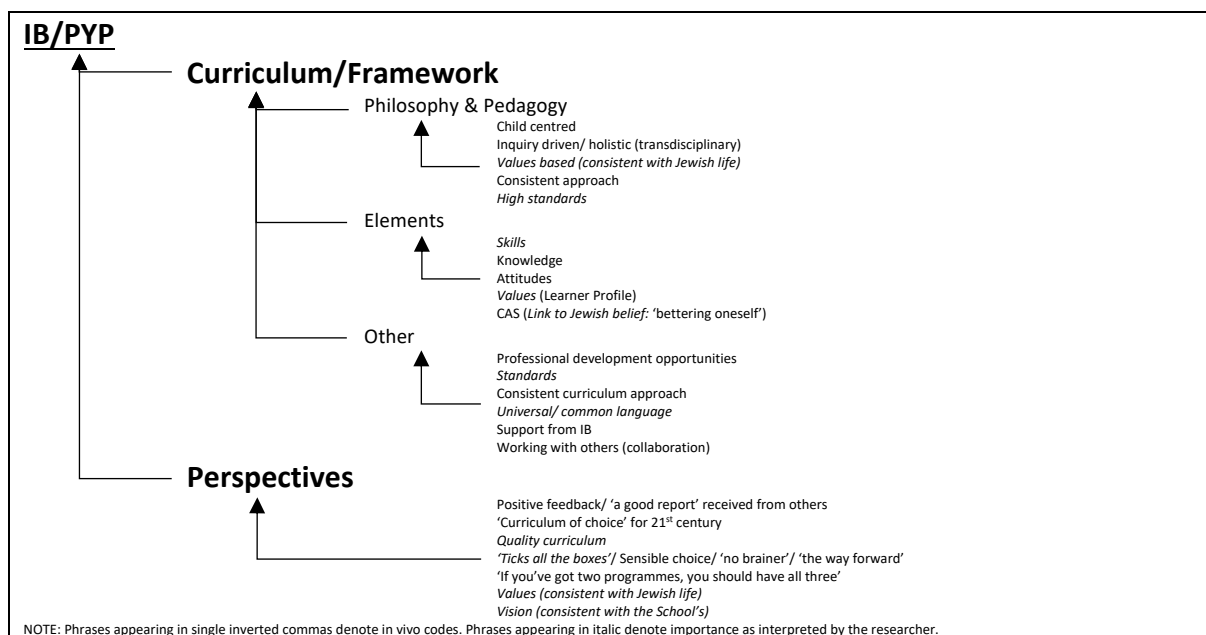 IB/PYP
Curriculum/Framework
Philosophy & Pedagogy
Child centred
Inquiry driven/ holistic (transdisciplinary)
Values based (consistent with Jewish life)
Consistent approach
High standards
Elements
Skills
Knowledge
Attitudes
Values (Learner Profile)
CAS (Link to Jewish belief: ‘bettering oneself’)
Other
Professional development opportunities
Standards
Consistent curriculum approach
Universal/ common language
Support from IB
Working with others (collaboration)
Perspectives
Positive feedback/ ‘a good report’ received from others
‘Curriculum of choice’ for 21st century
Quality curriculum
‘Ticks all the boxes’/ Sensible choice/ ‘no brainer’/ ‘the way forward’
‘If you’ve got two programmes, you should have all three’
Values (consistent with Jewish life)
Vision (consistent with the School’s)
NOTE: Phrases appearing in single inverted commas denote in vivo codes. Phrases appearing in italic denote importance as interpreted by the researcher.